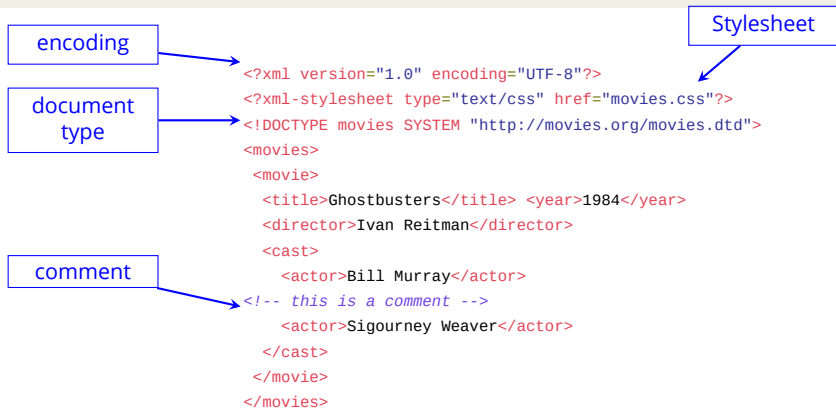 encoding
Stylesheet
<?xml version="1.0" encoding="UTF-8"?>
<?xml-stylesheet type="text/css" href="movies.css"?>
document
type
<!DOCTYPE movies SYSTEM "http://movies.org/movies.dtd">
<movies>
<movie>
<title>Ghostbusters</title> <year>1984</year>
<director>Ivan Reitman</director>
<cast>
comment
<actor>Bill Murray</actor>
<!-- this is a comment -->
<actor>Sigourney Weaver</actor>
</cast>
</movie>
</movies>